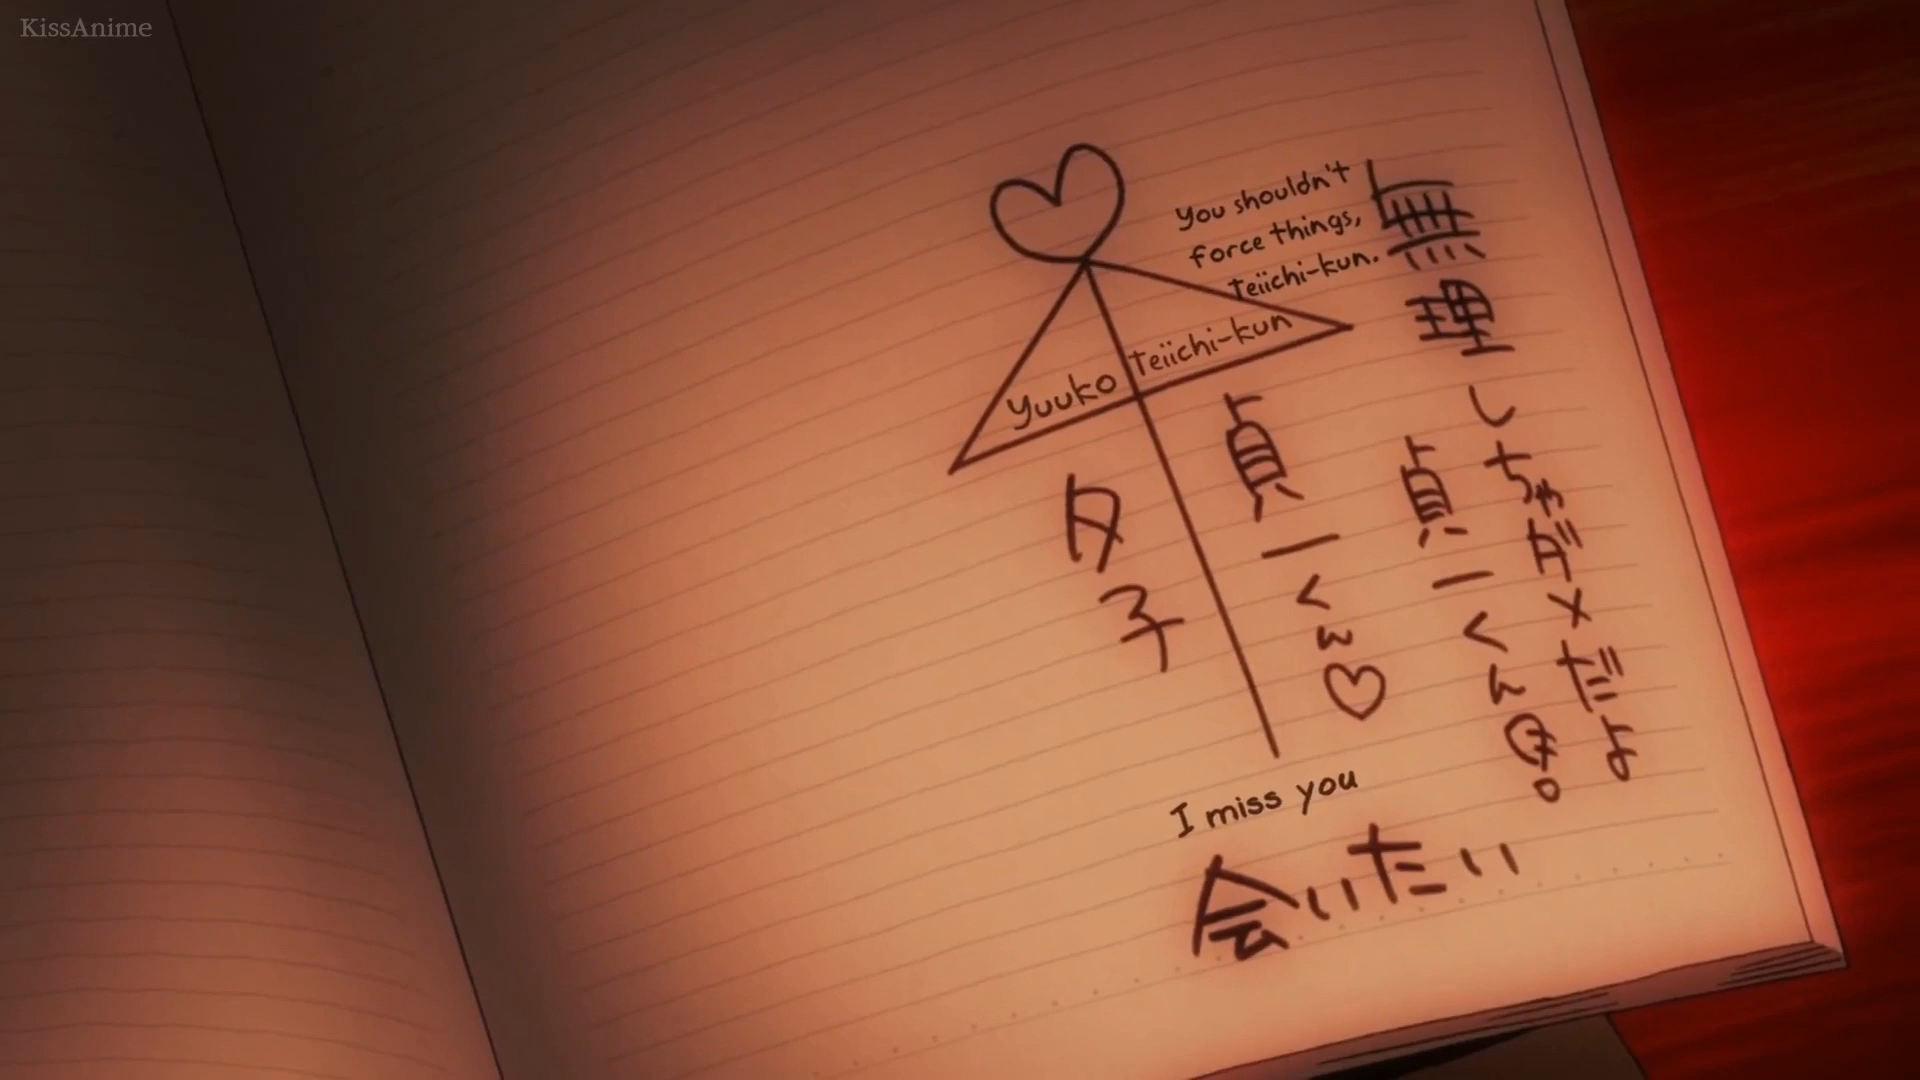 KissAnime
You shouldn't
force things,
Teiichi-kun.
無理しちゃダメだよ
貞一くん。
Yuuko
Teiichi-kun
貞一くん♡
夕子
I miss you
会いたい